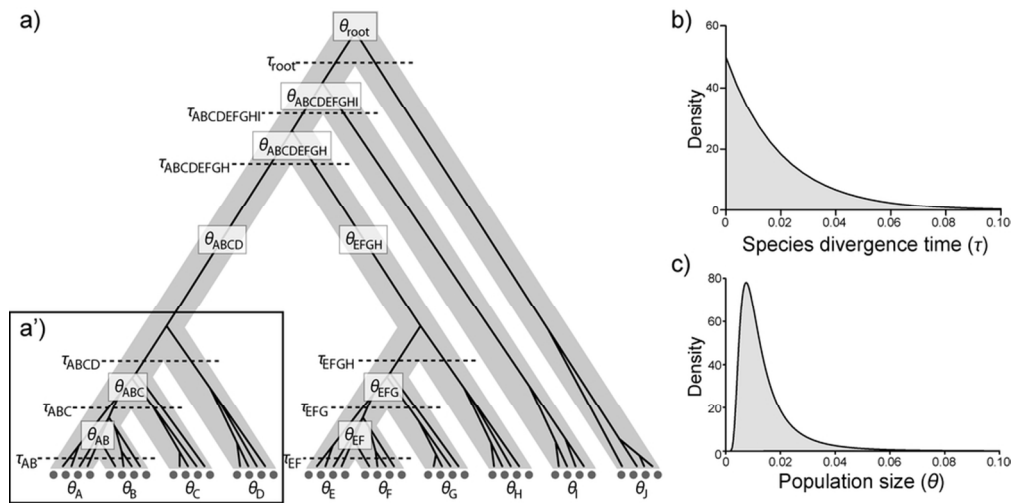 a)
θroot
τroot
θABCDEFGHI
τABCDEFGHI
θABCDEFGH
τABCDEFGH
θABCD
θEFGH
a')
τABCD
τEFGH
θABC
θEFG
τABC
τEFG
θAB
θEF
τAB
τEF
θA
θB
θC
θD
θE
θF
θG
θH
θI
θJ
b)
60
40
20
0
Density
0
0.02
0.04
0.06
0.08
0.10
Species divergence time (τ)
c)
80
60
40
20
0
Density
0
0.02
0.04
0.06
0.08
0.10
Population size (θ)